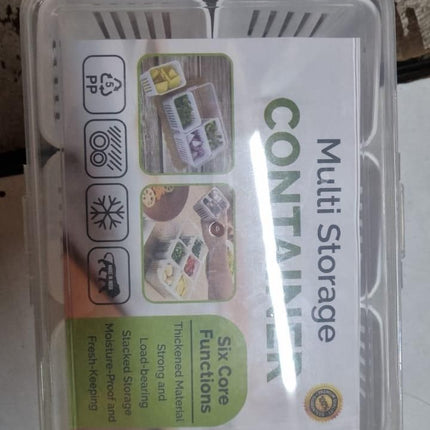 Multi Storage
CONTAINER
Six Core
Functions
Thickened Material
Strong and
Load-bearing
Stacked Storage
Moisture-Proof and
Fresh-Keeping
5
PP